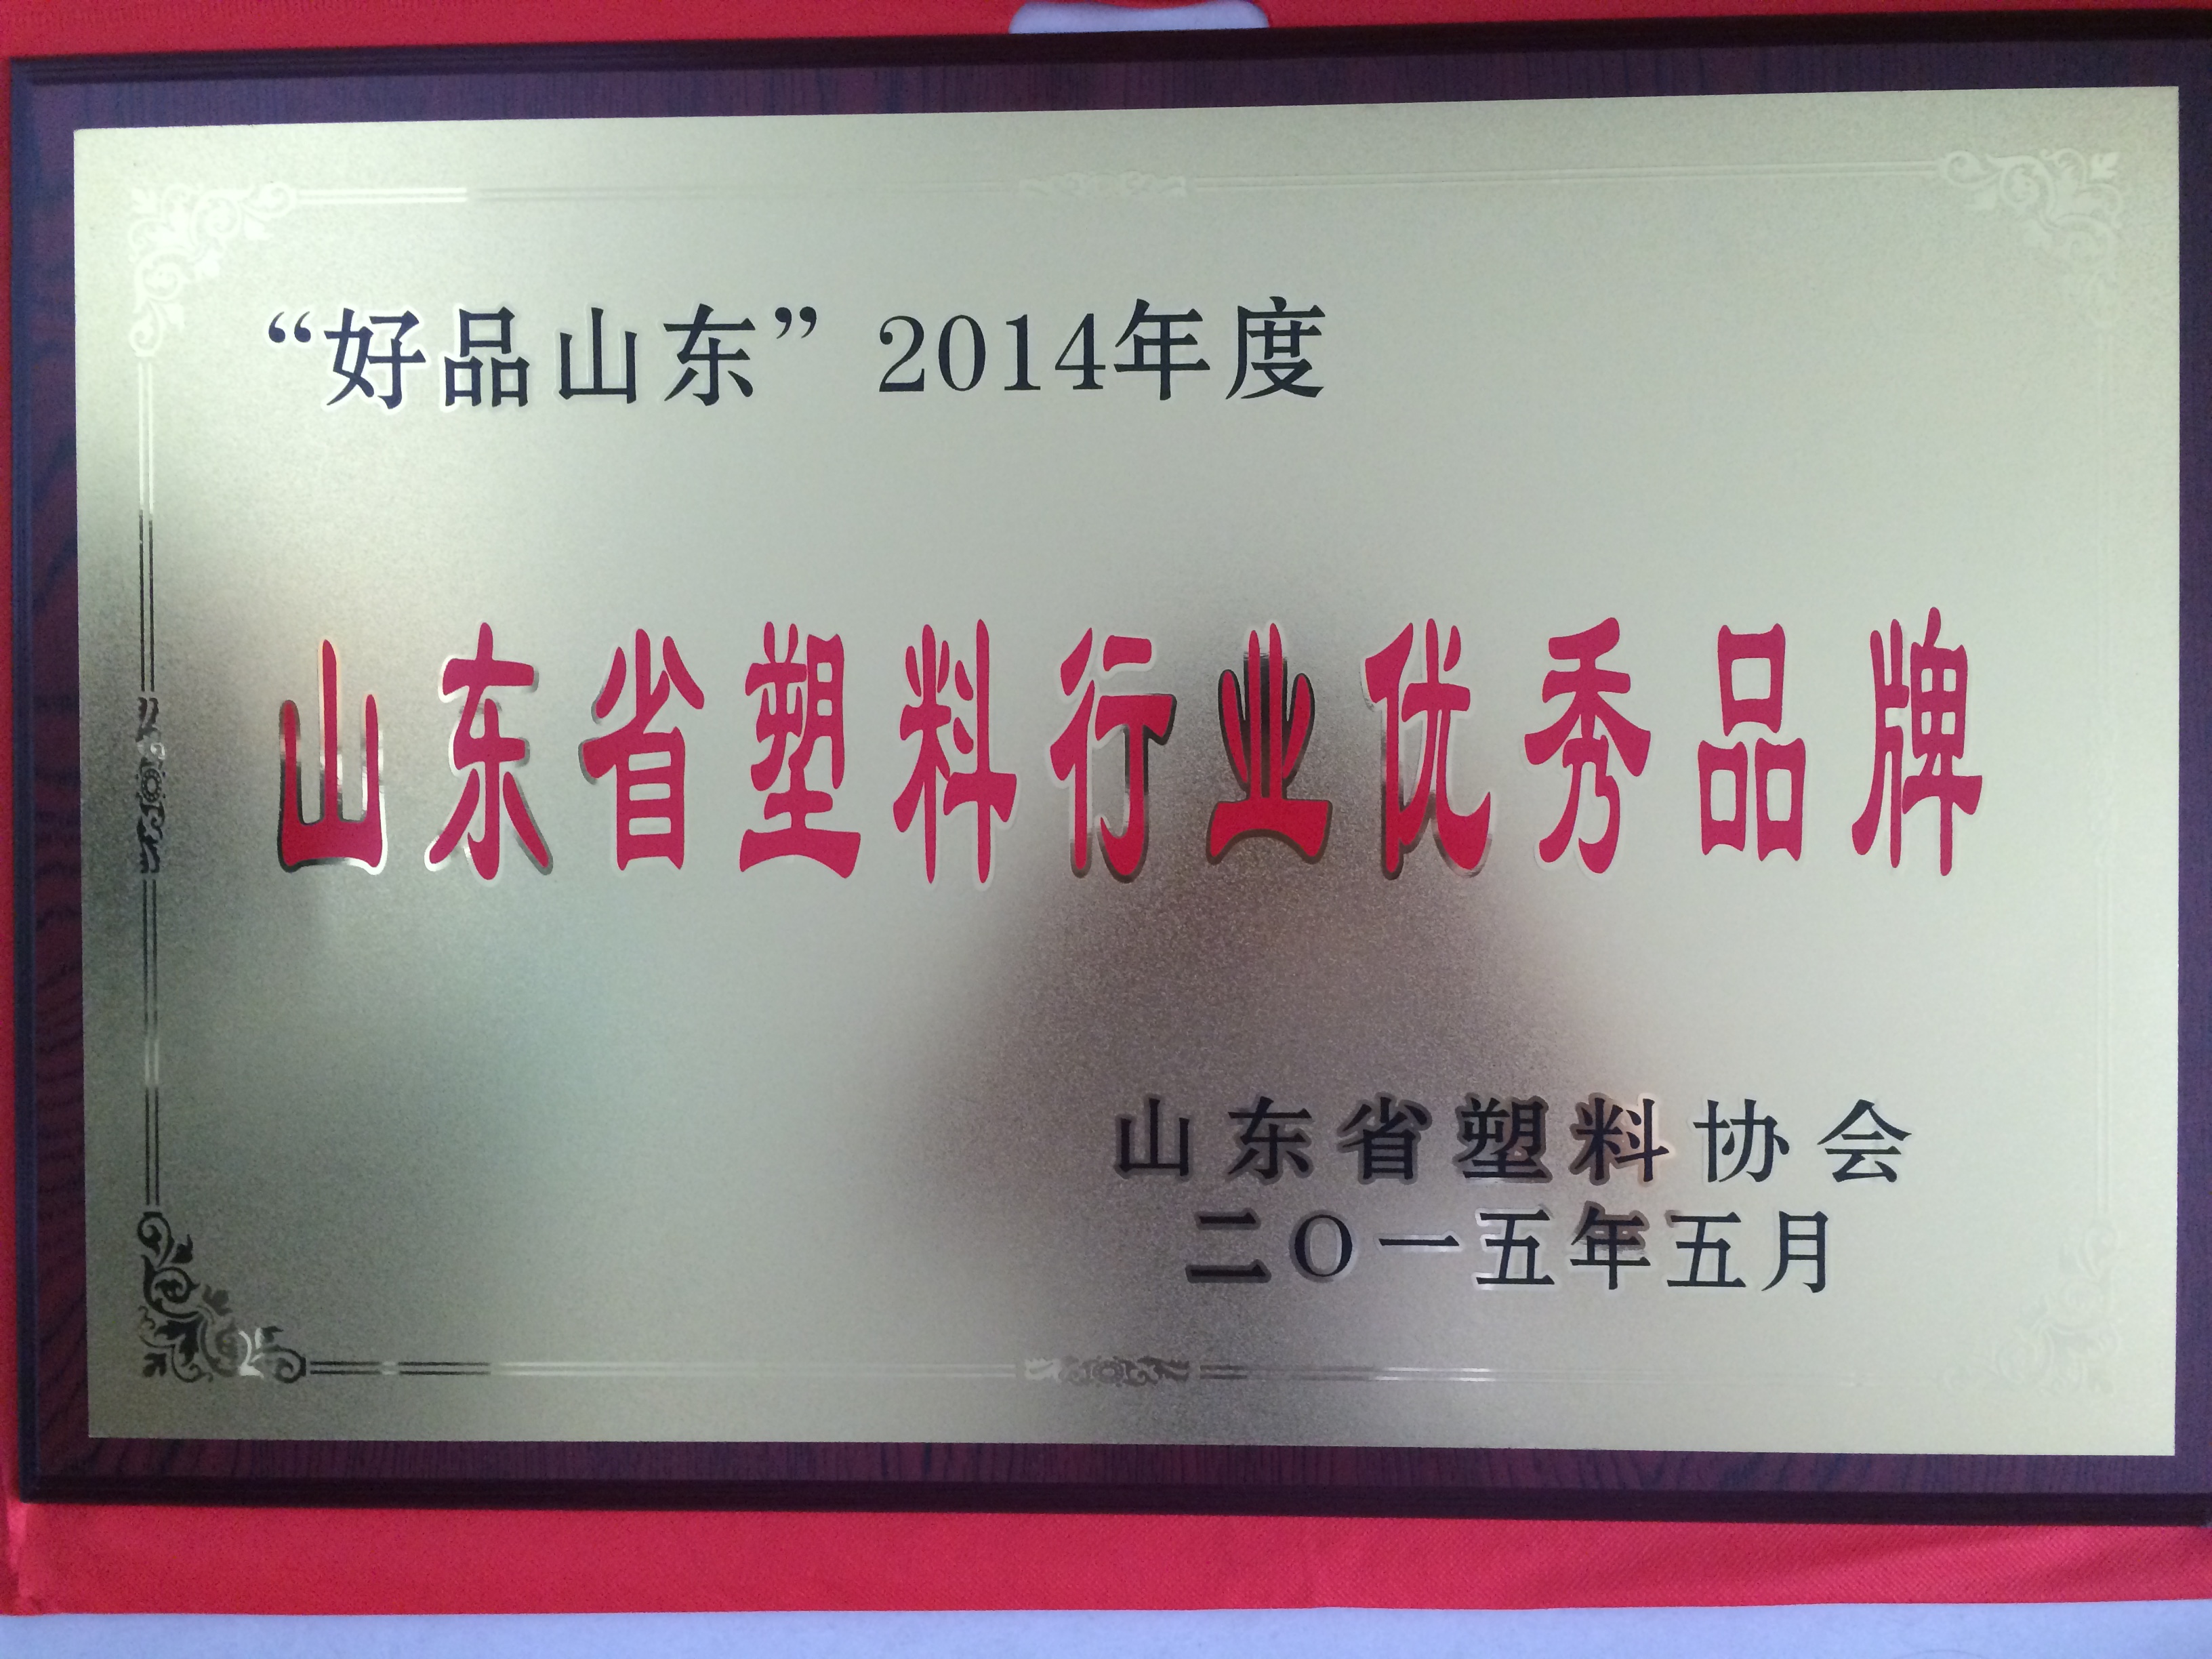 “好品山东”2014年度
山东省塑料行业优秀品牌
山东省塑料协会
二〇一五年五月